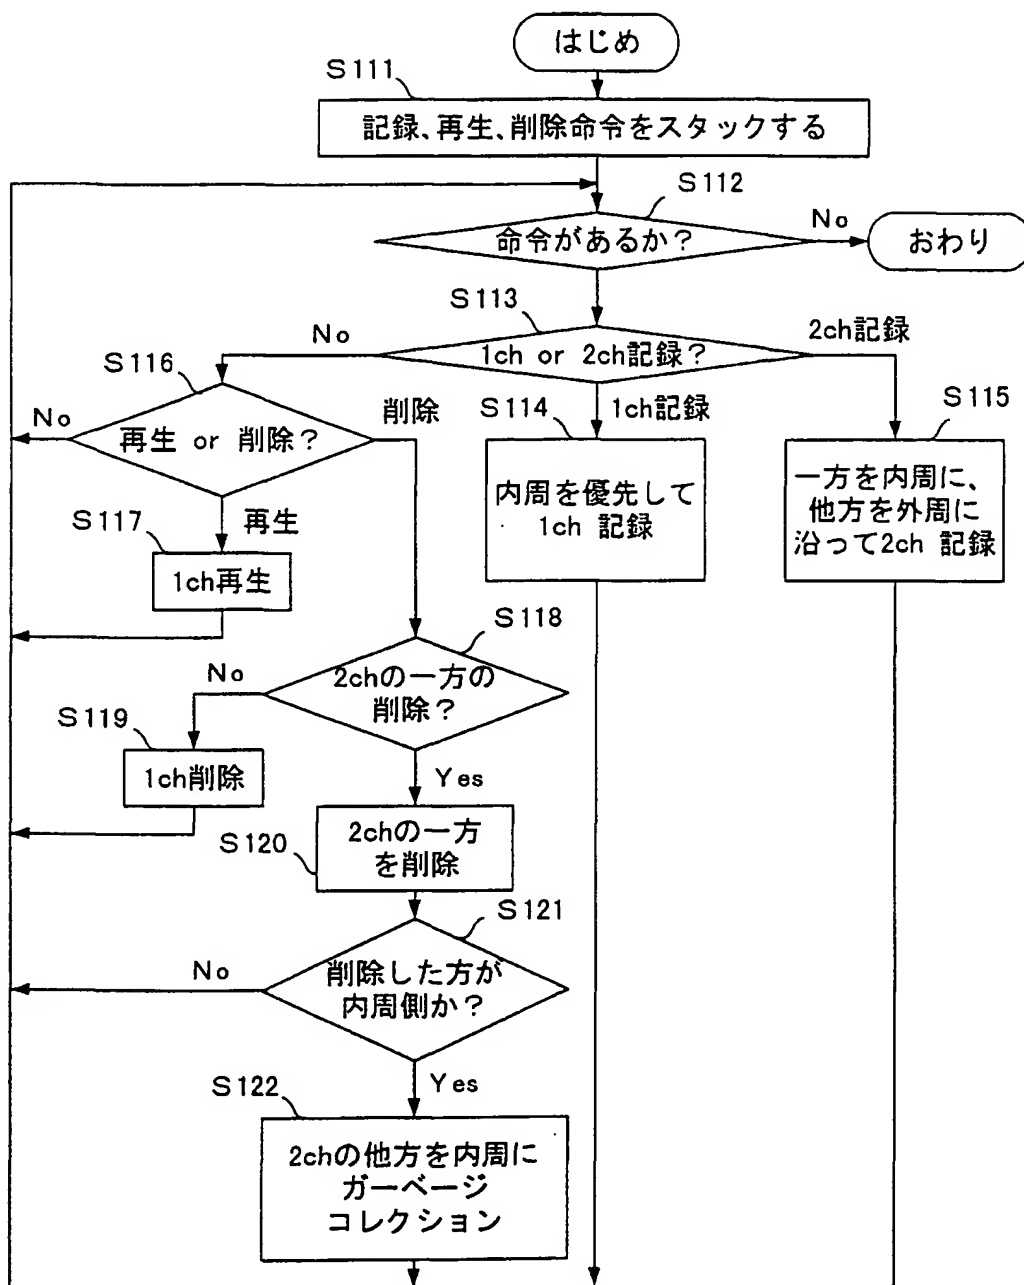 はじめ
S111
記録、再生、削除命令をスタックする
S112
命令があるか？
No
おわり
S113
No
1ch or 2ch記録？
2ch記録
S116
No
再生 or 削除？
削除
S114
1ch記録
S115
内周を優先して
1ch 記録
一方を内周に、
他方を外周に
沿って2ch 記録
S117
再生
1ch再生
S118
No
2chの一方の
削除？
S119
1ch削除
Yes
S120
2chの一方
を削除
S121
No
削除した方が
内周側か？
S122
Yes
2chの他方を内周に
ガーベージ
コレクション